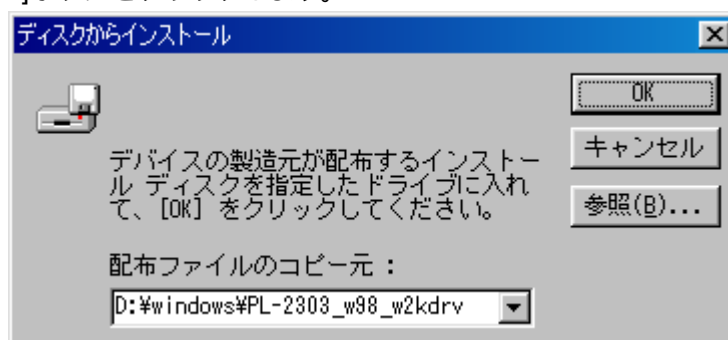 ディスクからインストール
OK
デバイスの製造元が配布するインストー
ル ディスクを指定したドライブに入れ
て、[OK] をクリックしてください。
キャンセル
参照(B)...
配布ファイルのコピー元：
D:¥windows¥PL-2303_w98_w2kdrv